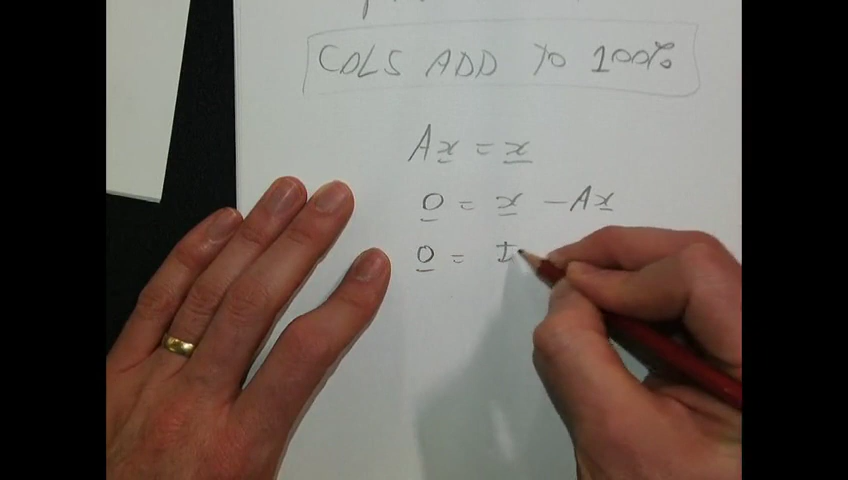 COLS ADD TO 100%
Ax = x
0 = x - Ax
0 = I